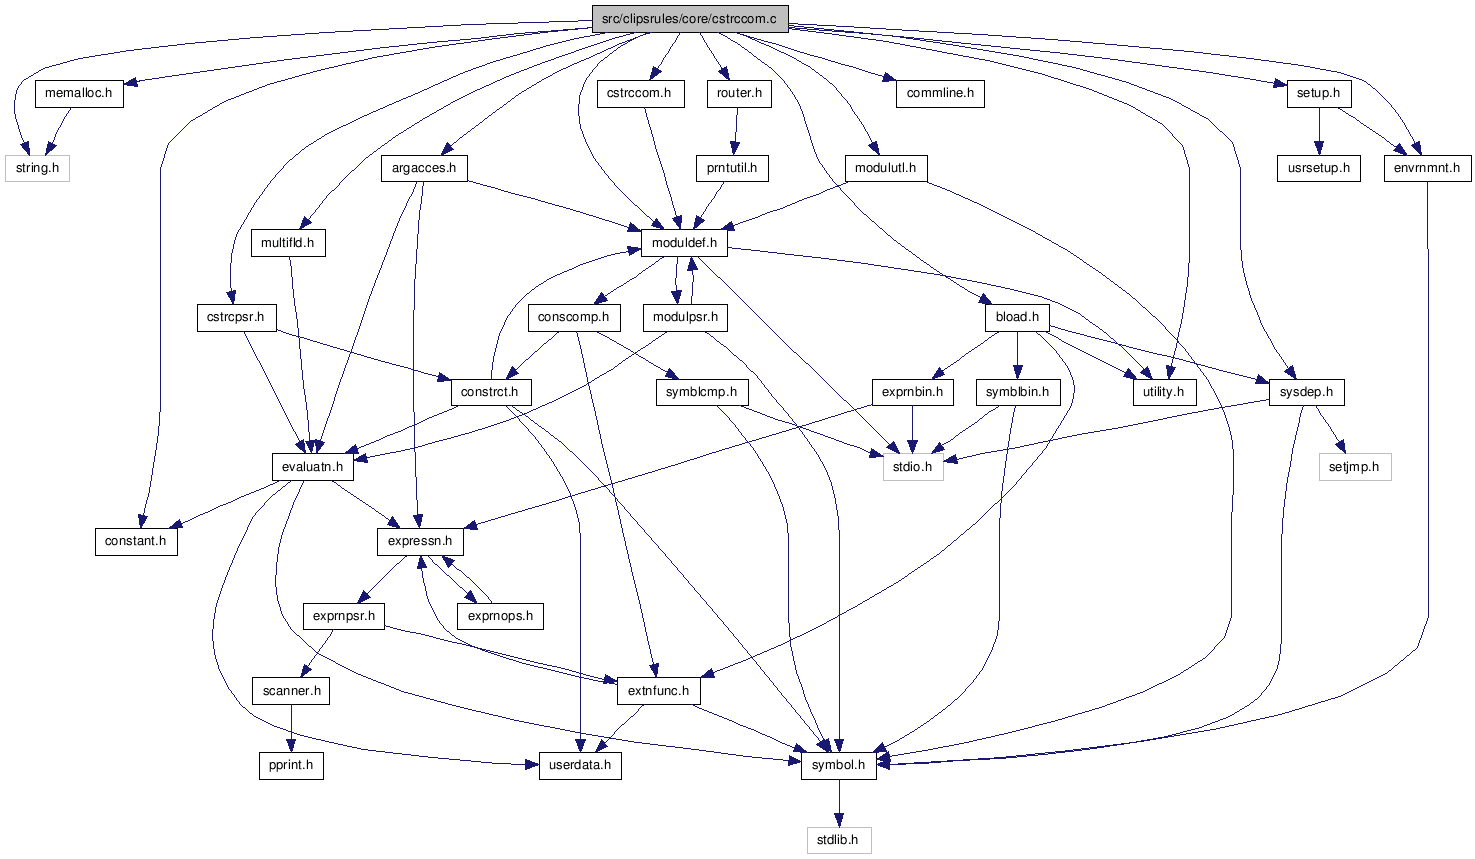 src/clipsrules/core/cstrccom.c
memalloc.h
cstrccom.h
router.h
commline.h
setup.h
string.h
argacces.h
prntutil.h
modulutl.h
usrsetup.h
envrnmnt.h
multifld.h
moduldef.h
cstrcpsr.h
conscomp.h
modulpsr.h
bload.h
constrct.h
symblcmp.h
exprnbin.h
symblbin.h
utility.h
sysdep.h
evaluatn.h
stdio.h
setjmp.h
constant.h
expressn.h
exprnpsr.h
exprnops.h
scanner.h
extnfunc.h
pprint.h
userdata.h
symbol.h
stdlib.h